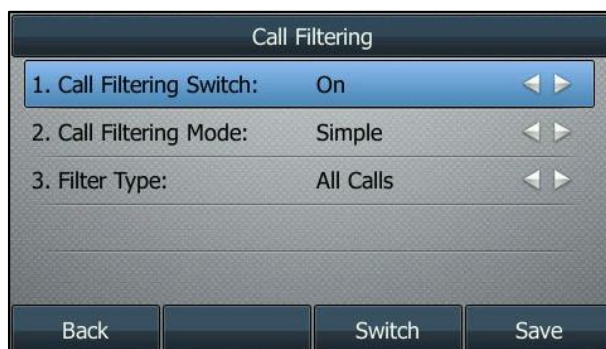 Call Filtering
1. Call Filtering Switch: On
2. Call Filtering Mode: Simple
3. Filter Type: All Calls
Back Switch Save